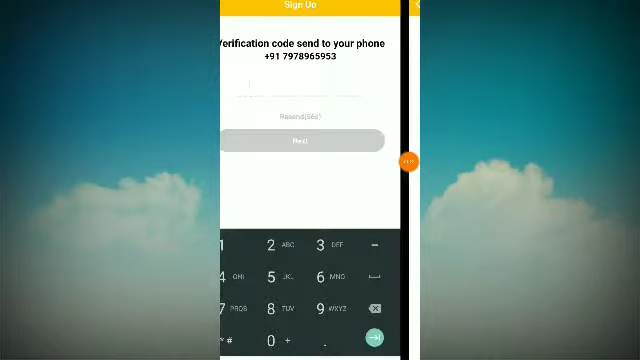 Sign Up
Verification code send to your phone
+91 7978965953
Resend(56s)
Next
1 2 ABC 3 DEF −
4 GHI 5 JKL 6 MNO
7 PQRS 8 TUV 9 WXYZ
* # 0 + .